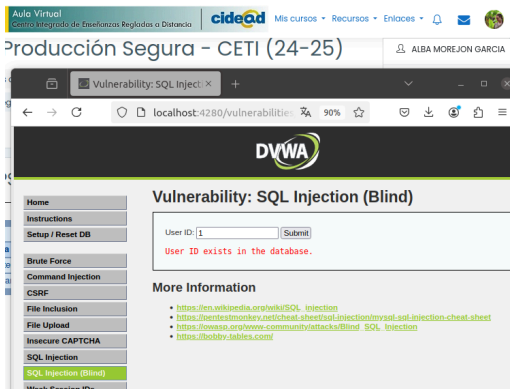 Aula Virtual
Centro Integrado de Enseñanzas Regladas a Distancia
cidead
Mis cursos
Recursos
Enlaces
Producción Segura - CETI (24-25)
ALBA MOREJON GARCIA
Vulnerability: SQL Injecti
localhost:4280/vulnerabilities
90%
DVWA
Home
Instructions
Setup / Reset DB
Brute Force
Command Injection
CSRF
File Inclusion
File Upload
Insecure CAPTCHA
SQL Injection
SQL Injection (Blind)
Weak Session IDs
Vulnerability: SQL Injection (Blind)
User ID: 1 Submit
User ID exists in the database.
More Information
https://en.wikipedia.org/wiki/SQL_injection
https://pentestmonkey.net/cheat-sheet/sql-injection/mysql-sql-injection-cheat-sheet
https://owasp.org/www-community/attacks/Blind_SQL_Injection
https://bobby-tables.com/